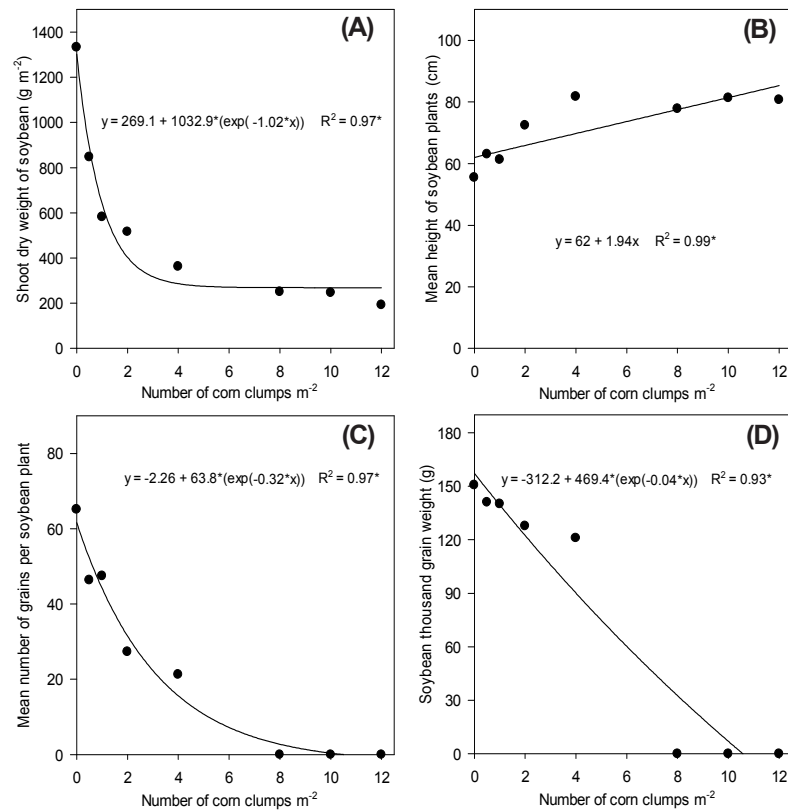 (A)
Shoot dry weight of soybean (g m-2)
1400
1200
1000
800
600
400
200
0
y = 269.1 + 1032.9*(exp( -1.02*x)) R2 = 0.97*
0 2 4 6 8 10 12
Number of corn clumps m-2
(B)
Mean height of soybean plants (cm)
100
80
60
40
20
0
y = 62 + 1.94x R2 = 0.99*
0 2 4 6 8 10 12
Number of corn clumps m-2
(C)
Mean number of grains per soybean plant
80
60
40
20
0
y = -2.26 + 63.8*(exp(-0.32*x)) R2 = 0.97*
0 2 4 6 8 10 12
Number of corn clumps m-2
(D)
Soybean thousand grain weight (g)
180
150
120
90
60
30
0
y = -312.2 + 469.4*(exp(-0.04*x)) R2 = 0.93*
0 2 4 6 8 10 12
Number of corn clumps m-2